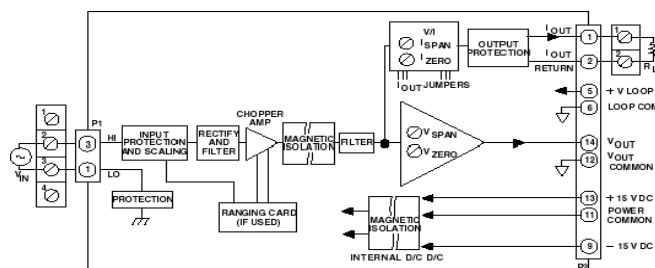 V/I
I SPAN
I ZERO
I OUT JUMPERS
OUTPUT
PROTECTION
I OUT
I OUT
RETURN
1
2
1
2
R L
5
+ V LOOP
6
LOOP COM
P1
1
2
3
4
V IN
3
1
HI
LO
INPUT
PROTECTION
AND SCALING
RECTIFY
AND
FILTER
CHOPPER
AMP
MAGNETIC
ISOLATION
FILTER
V SPAN
V ZERO
14
V OUT
12
V OUT
COMMON
PROTECTION
RANGING CARD
(IF USED)
MAGNETIC
ISOLATION
INTERNAL D/C D/C
13
+ 15 V DC
11
POWER
COMMON
9
− 15 V DC